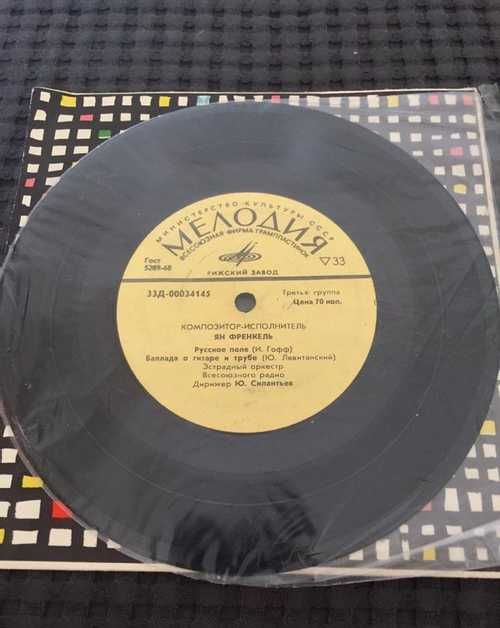 МИНИСТЕРСТВО КУЛЬТУРЫ СССР
МЕЛОДИЯ
ВСЕСОЮЗНАЯ ФИРМА ГРАМПЛАСТИНОК
Гост
5289-68
▽33
РИЖСКИЙ ЗАВОД
33Д-00034145
Третья группа
Цена 70 коп.
КОМПОЗИТОР-ИСПОЛНИТЕЛЬ
ЯН ФРЕНКЕЛЬ
Русское поле (И. Гофф)
Баллада о гитаре и трубе (Ю. Левитанский)
Эстрадный оркестр
Всесоюзного радио
Дирижер Ю. Силантьев